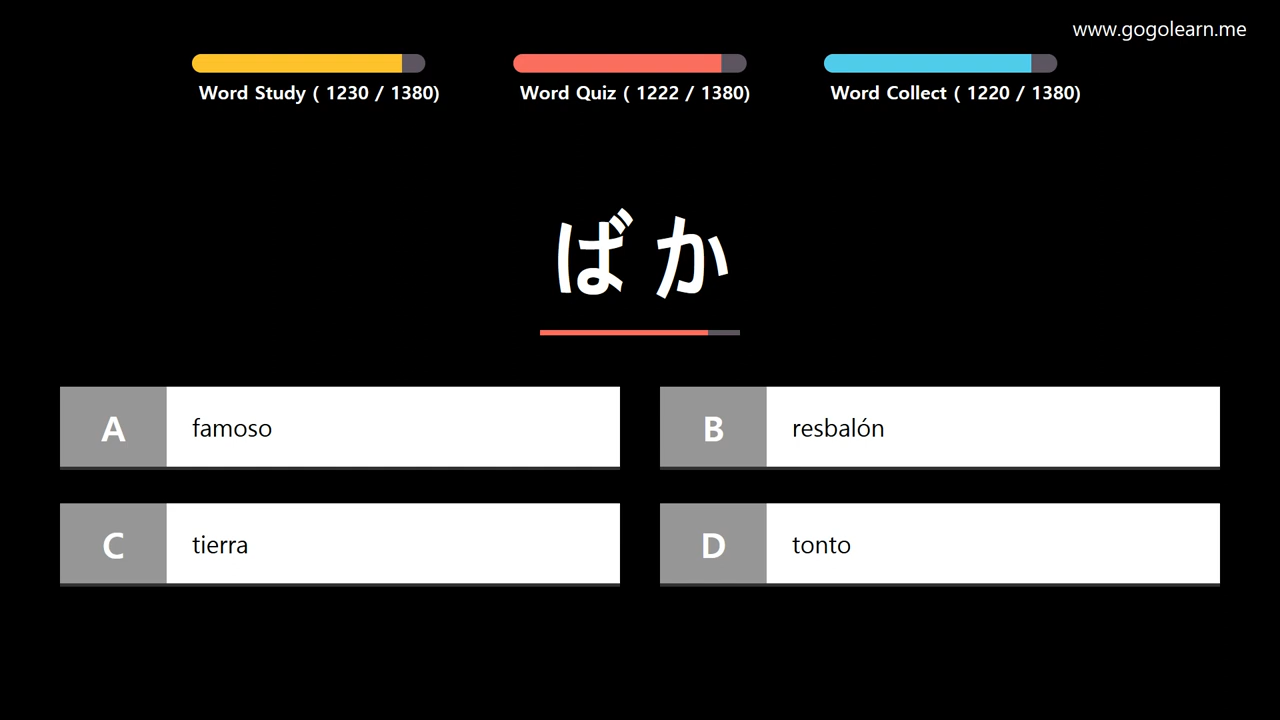 www.gogolearn.me
Word Study ( 1230 / 1380)
Word Quiz ( 1222 / 1380)
Word Collect ( 1220 / 1380)
ばか
A famoso
B resbalón
C tierra
D tonto